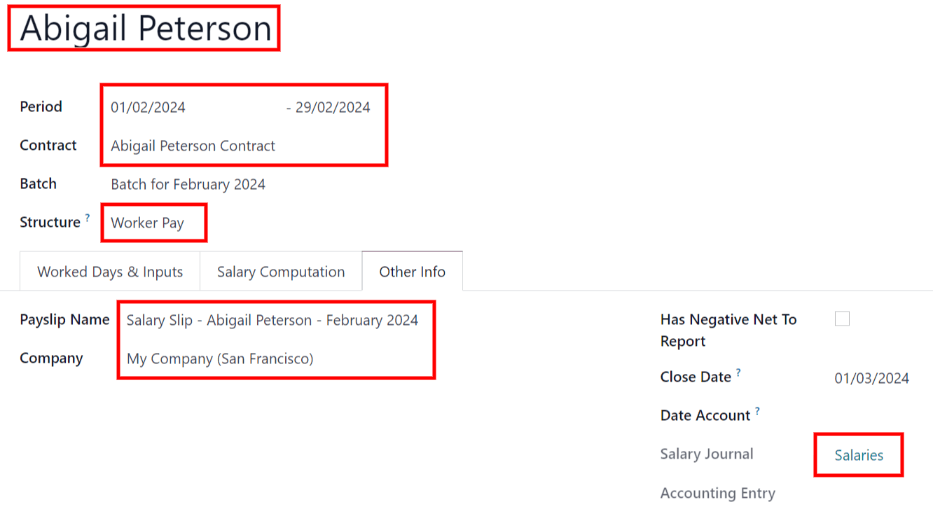 Abigail Peterson
Period 01/02/2024 - 29/02/2024
Contract Abigail Peterson Contract
Batch Batch for February 2024
Structure ? Worker Pay
Worked Days & Inputs Salary Computation Other Info
Payslip Name Salary Slip - Abigail Peterson - February 2024
Company My Company (San Francisco)
Has Negative Net To
Report
Close Date ? 01/03/2024
Date Account ?
Salary Journal Salaries
Accounting Entry